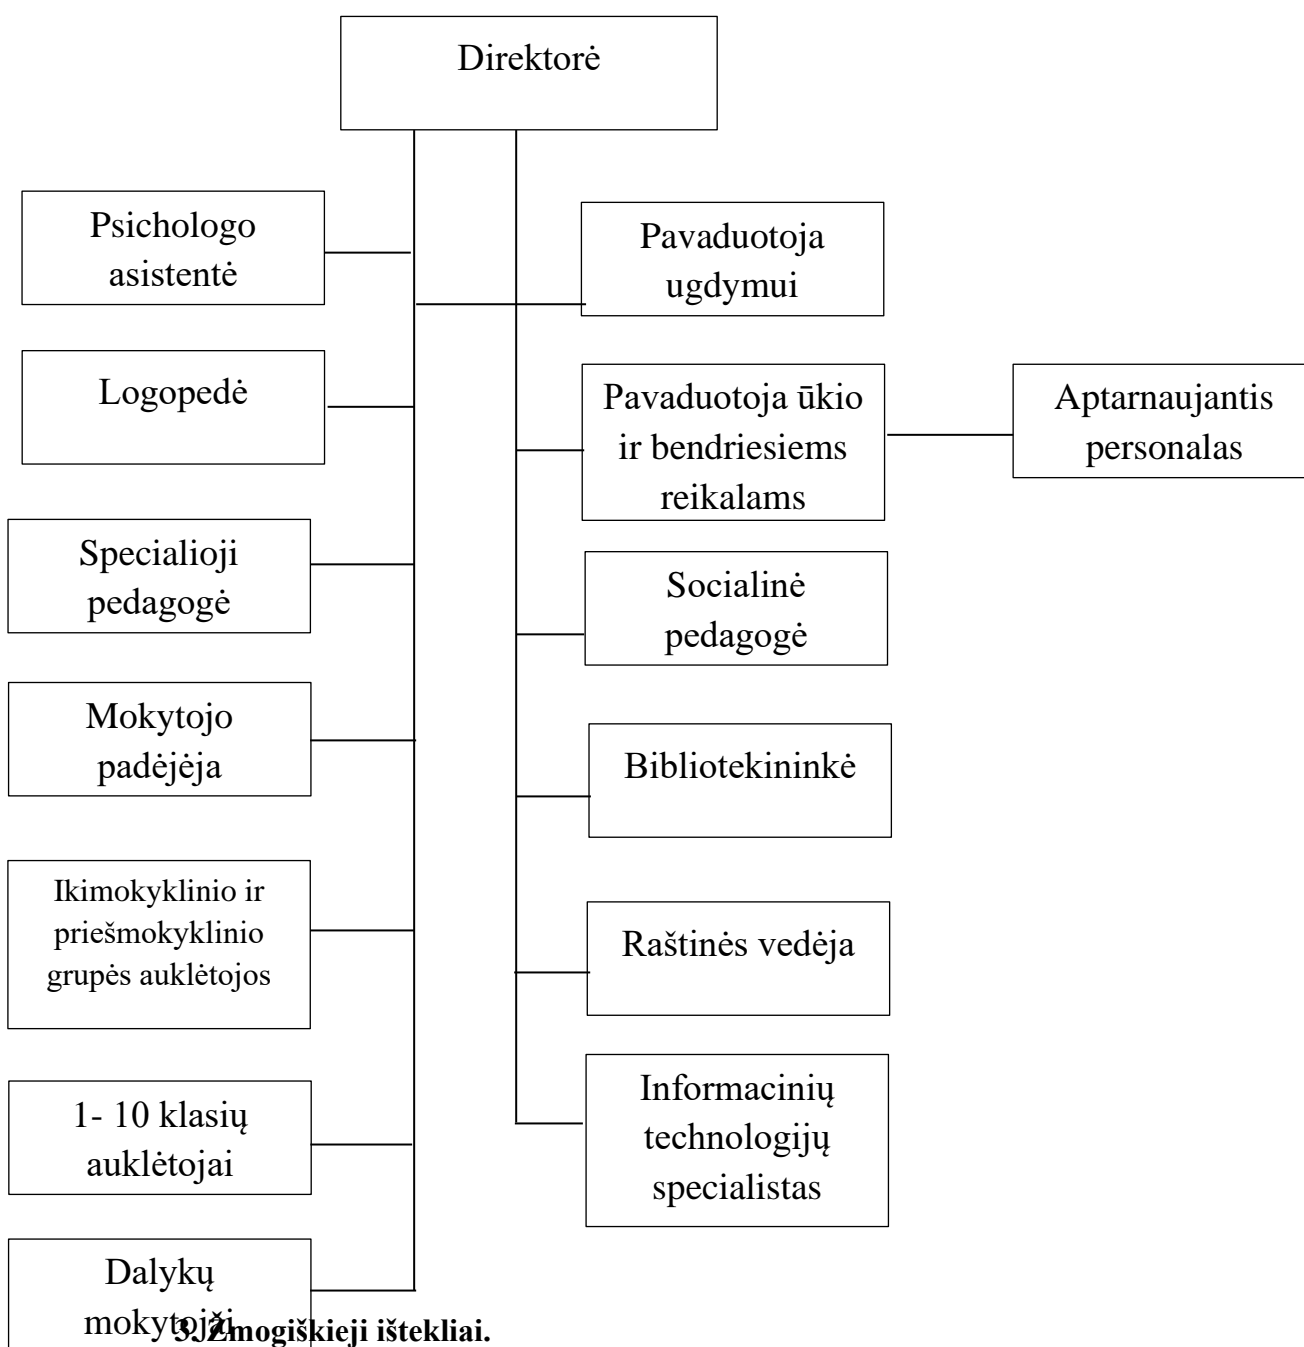 Direktorė
Psichologo
asistentė
Pavaduotoja
ugdymui
Logopedė
Pavaduotoja ūkio
ir bendriesiems
reikalams
Aptarnaujantis
personalas
Specialioji
pedagogė
Socialinė
pedagogė
Mokytojo
padėjėja
Bibliotekininkė
Ikimokyklinio ir
priešmokyklinio
grupės auklėtojos
Raštinės vedėja
1- 10 klasių
auklėtojai
Informacinių
technologijų
specialistas
Dalykų
mokytojai
3. Žmogiškieji ištekliai.